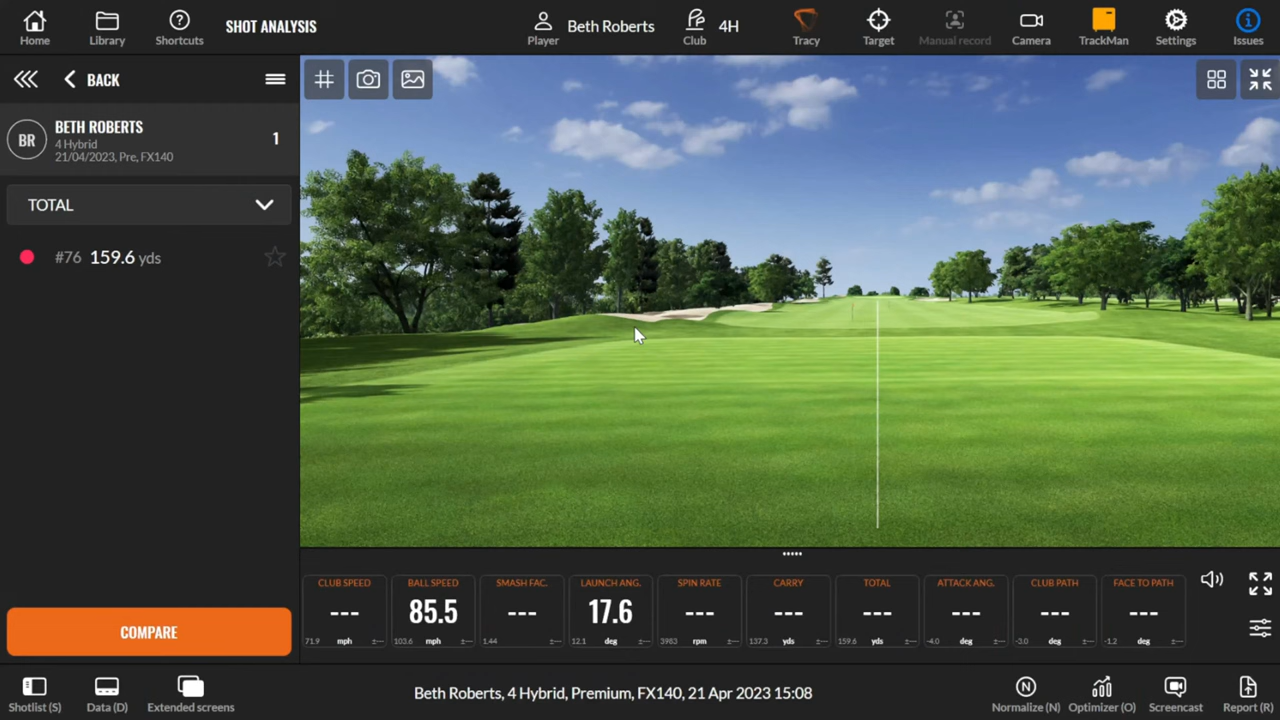 Home
Library
Shortcuts
SHOT ANALYSIS
Player
Beth Roberts
Club
4H
Tracy
Target
Manual record
Camera
TrackMan
Settings
Issues
BACK
BR
BETH ROBERTS
4 Hybrid
21/04/2023, Pre, FX140
1
TOTAL
#76 159.6 yds
COMPARE
CLUB SPEED
---
71.9 mph ±--
BALL SPEED
85.5
103.6 mph ±--
SMASH FAC.
---
1.44 ±--
LAUNCH ANG.
17.6
12.1 deg ±--
SPIN RATE
---
3983 rpm ±--
CARRY
---
137.3 yds ±--
TOTAL
---
159.6 yds ±--
ATTACK ANG.
---
-4.0 deg ±--
CLUB PATH
---
-3.0 deg ±--
FACE TO PATH
---
-1.2 deg ±--
Shotlist (S)
Data (D)
Extended screens
Beth Roberts, 4 Hybrid, Premium, FX140, 21 Apr 2023 15:08
N
Normalize (N)
Optimizer (O)
Screencast
Report (R)